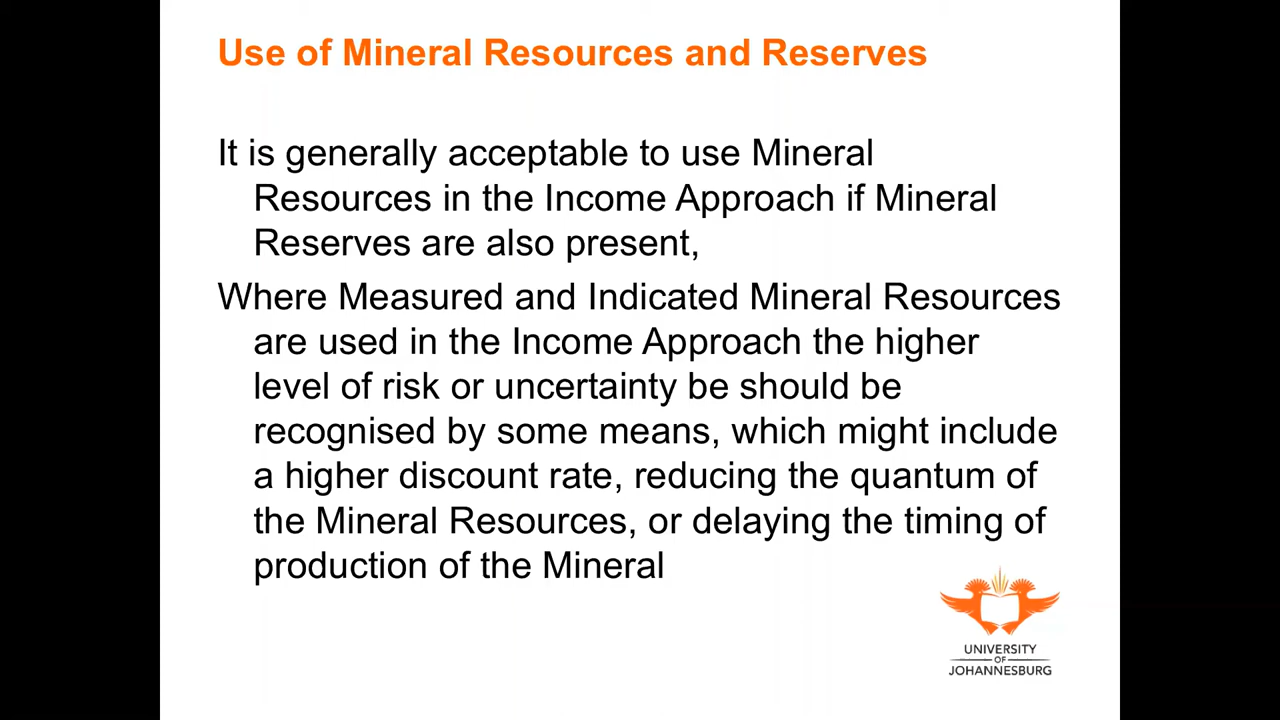 Use of Mineral Resources and Reserves
It is generally acceptable to use Mineral
Resources in the Income Approach if Mineral
Reserves are also present,
Where Measured and Indicated Mineral Resources
are used in the Income Approach the higher
level of risk or uncertainty be should be
recognised by some means, which might include
a higher discount rate, reducing the quantum of
the Mineral Resources, or delaying the timing of
production of the Mineral
UNIVERSITY
OF
JOHANNESBURG